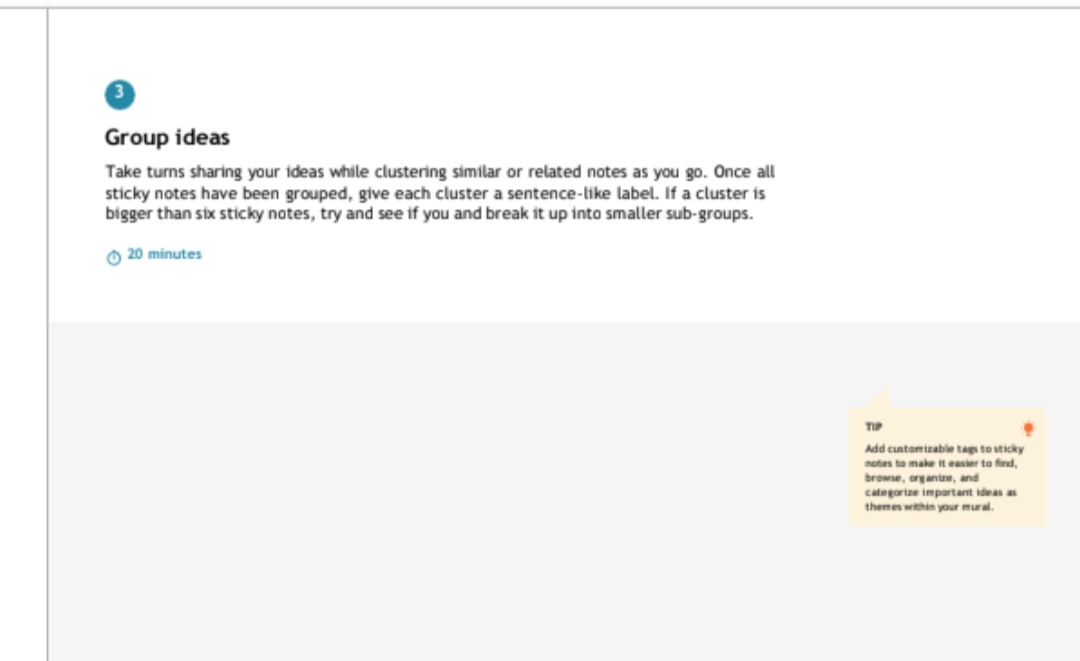 3
Group ideas
Take turns sharing your ideas while clustering similar or related notes as you go. Once all
sticky notes have been grouped, give each cluster a sentence-like label. If a cluster is
bigger than six sticky notes, try and see if you and break it up into smaller sub-groups.
20 minutes
TIP
Add customizable tags to sticky
notes to make it easier to find,
browse, organize, and
categorize important ideas as
themes within your mural.